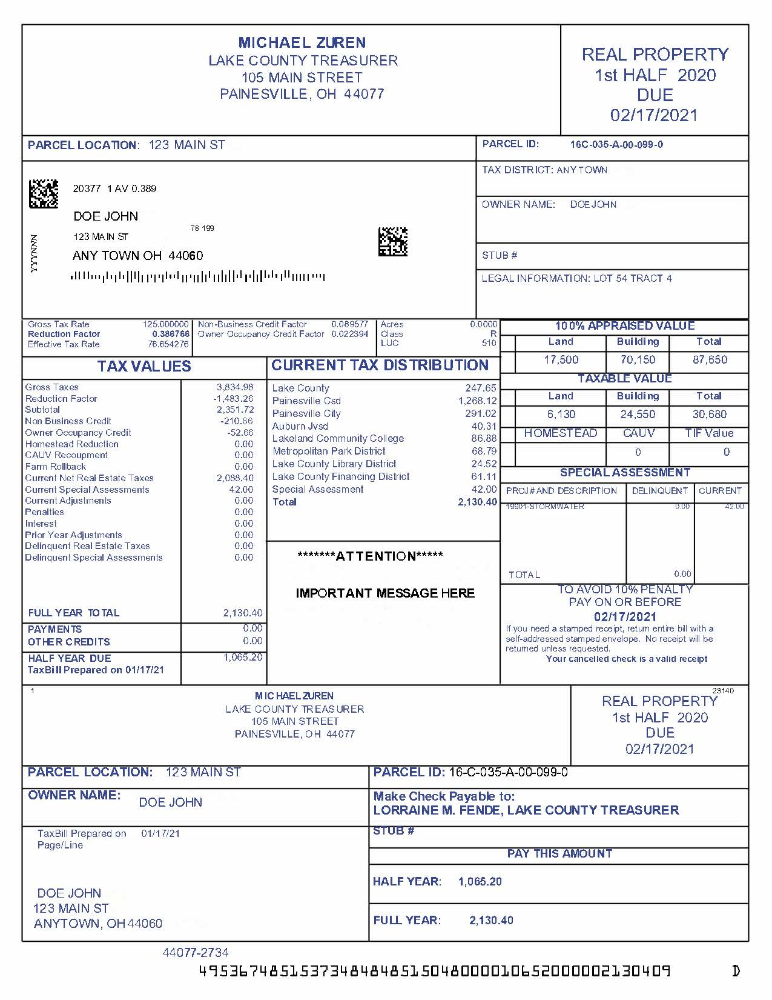 MICHAEL ZUREN
LAKE COUNTY TREASURER
105 MAIN STREET
PAINESVILLE, OH 44077
REAL PROPERTY
1st HALF 2020
DUE
02/17/2021
PARCEL LOCATION: 123 MAIN ST
PARCEL ID: 16C-035-A-00-099-0
TAX DISTRICT: ANY TOWN
20377 1 AV 0.389
OWNER NAME: DOE JOHN
DOE JOHN
78 199
123 MAIN ST
ANY TOWN OH 44060
YYYNNN
STUB #
LEGAL INFORMATION: LOT 54 TRACT 4
Gross Tax Rate 125.000000
Reduction Factor 0.386766
Effective Tax Rate 76.654276
Non-Business Credit Factor 0.089577
Owner Occupancy Credit Factor 0.022394
Acres 0.0000
Class R
LUC 510
100% APPRAISED VALUE
Land Building Total
17,500 70,150 87,650
TAXABLE VALUE
Land Building Total
6,130 24,550 30,680
HOMESTEAD CAUV TIF Value
0 0
SPECIAL ASSESSMENT
PROJ# AND DESCRIPTION DELINQUENT CURRENT
19901-STORMWATER 0.00 42.00
TOTAL 0.00
TAX VALUES
Gross Taxes 3,834.98
Reduction Factor -1,483.26
Subtotal 2,351.72
Non Business Credit -210.66
Owner Occupancy Credit -52.66
Homestead Reduction 0.00
CAUV Recoupment 0.00
Farm Rollback 0.00
Current Net Real Estate Taxes 2,088.40
Current Special Assessments 42.00
Current Adjustments 0.00
Penalties 0.00
Interest 0.00
Prior Year Adjustments 0.00
Delinquent Real Estate Taxes 0.00
Delinquent Special Assessments 0.00
FULL YEAR TOTAL 2,130.40
PAYMENTS 0.00
OTHER CREDITS 0.00
HALF YEAR DUE 1,065.20
TaxBill Prepared on 01/17/21
CURRENT TAX DISTRIBUTION
Lake County 247.65
Painesville Csd 1,268.12
Painesville City 291.02
Auburn Jvsd 40.31
Lakeland Community College 86.88
Metropolitan Park District 68.79
Lake County Library District 24.52
Lake County Financing District 61.11
Special Assessment 42.00
Total 2,130.40
*******ATTENTION*****
IMPORTANT MESSAGE HERE
TO AVOID 10% PENALTY
PAY ON OR BEFORE
02/17/2021
If you need a stamped receipt, return entire bill with a
self-addressed stamped envelope. No receipt will be
returned unless requested.
Your cancelled check is a valid receipt
1
MICHAEL ZUREN
LAKE COUNTY TREASURER
105 MAIN STREET
PAINESVILLE, OH 44077
23140
REAL PROPERTY
1st HALF 2020
DUE
02/17/2021
PARCEL LOCATION: 123 MAIN ST
PARCEL ID: 16-C-035-A-00-099-0
OWNER NAME: DOE JOHN
Make Check Payable to:
LORRAINE M. FENDE, LAKE COUNTY TREASURER
TaxBill Prepared on 01/17/21
Page/Line
STUB #
PAY THIS AMOUNT
HALF YEAR: 1,065.20
DOE JOHN
123 MAIN ST
ANYTOWN, OH 44060
FULL YEAR: 2,130.40
44077-2734
49536748515373484848515048000010652000002130409 D